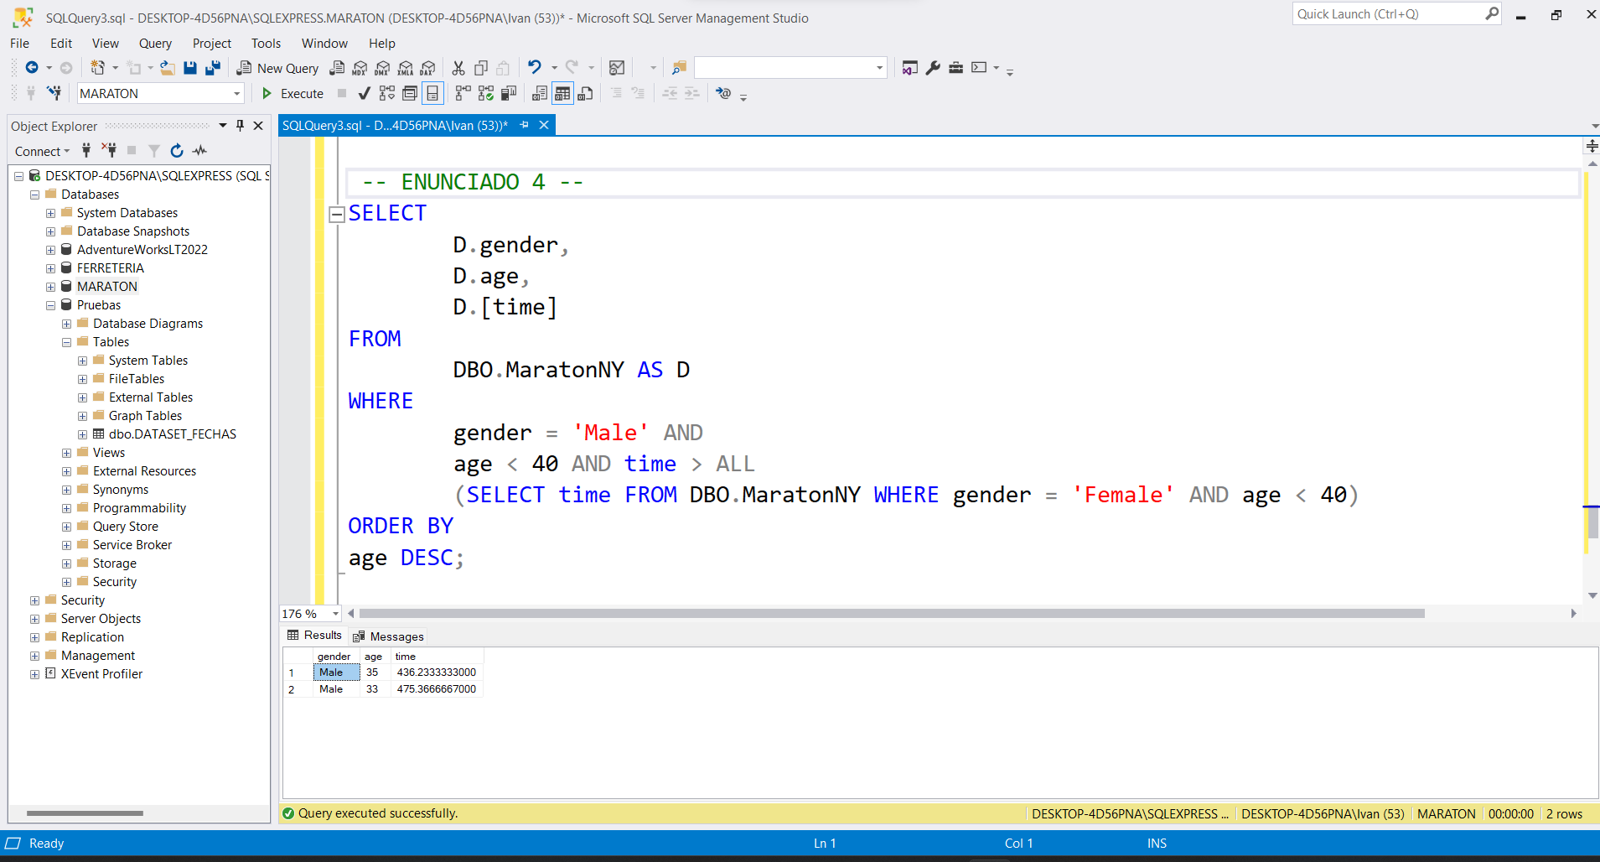 SQLQuery3.sql - DESKTOP-4D56PNA\SQLEXPRESS.MARATON (DESKTOP-4D56PNA\Ivan (53))* - Microsoft SQL Server Management Studio
Quick Launch (Ctrl+Q)
File Edit View Query Project Tools Window Help
New Query MDX DMX XMLA DAX
MARATON Execute
Object Explorer
SQLQuery3.sql - D...4D56PNA\Ivan (53))*
Connect
DESKTOP-4D56PNA\SQLEXPRESS (SQL S
Databases
System Databases
Database Snapshots
AdventureWorksLT2022
FERRETERIA
MARATON
Pruebas
Database Diagrams
Tables
System Tables
FileTables
External Tables
Graph Tables
dbo.DATASET_FECHAS
Views
External Resources
Synonyms
Programmability
Query Store
Service Broker
Storage
Security
Security
Server Objects
Replication
Management
XEvent Profiler
-- ENUNCIADO 4 --
SELECT
D.gender,
D.age,
D.[time]
FROM
DBO.MaratonNY AS D
WHERE
gender = 'Male' AND
age < 40 AND time > ALL
(SELECT time FROM DBO.MaratonNY WHERE gender = 'Female' AND age < 40)
ORDER BY
age DESC;
176 %
Results Messages
gender age time
1 Male 35 436.2333333000
2 Male 33 475.3666667000
Query executed successfully. DESKTOP-4D56PNA\SQLEXPRESS ... DESKTOP-4D56PNA\Ivan (53) MARATON 00:00:00 2 rows
Ready Ln 1 Col 1 INS